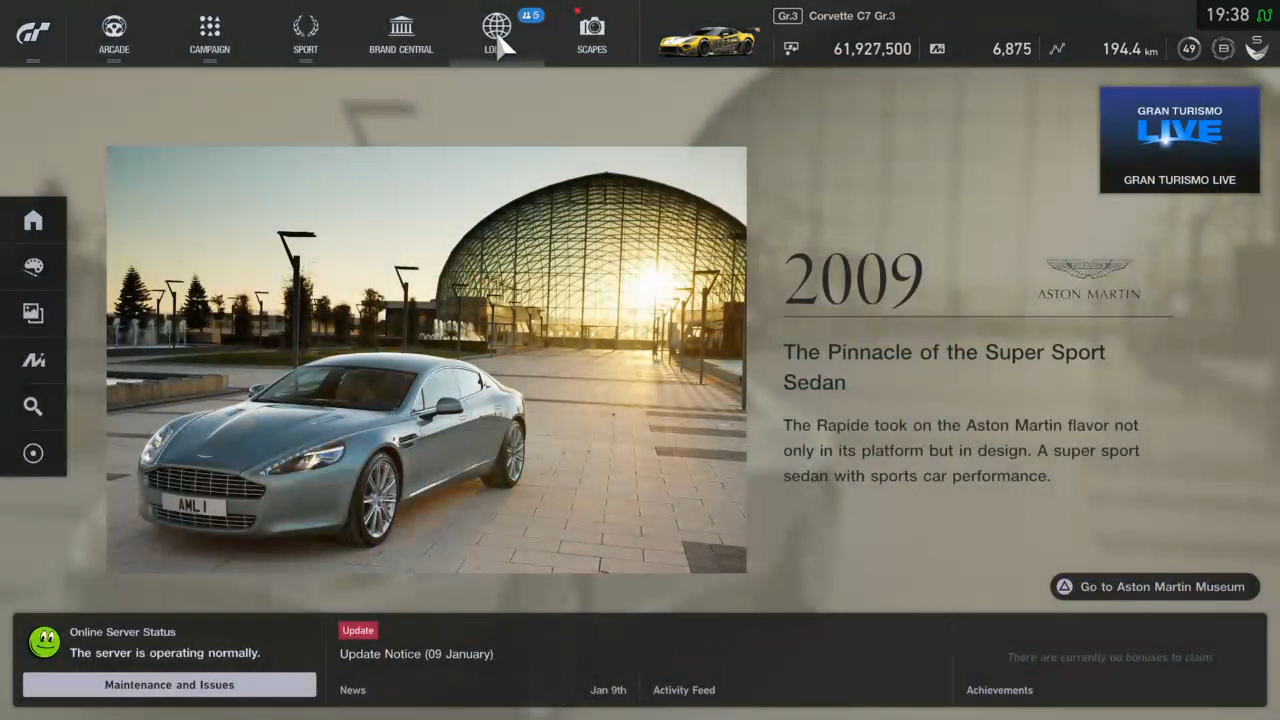 ARCADE
CAMPAIGN
SPORT
BRAND CENTRAL
5
SCAPES
Gr.3 Corvette C7 Gr.3
19:38
61,927,500
6,875
194.4 km
49
B
S
GRAN TURISMO
LIVE
GRAN TURISMO LIVE
AML 1
2009
ASTON MARTIN
The Pinnacle of the Super Sport
Sedan
The Rapide took on the Aston Martin flavor not
only in its platform but in design. A super sport
sedan with sports car performance.
Go to Aston Martin Museum
Online Server Status
The server is operating normally.
Maintenance and Issues
Update
Update Notice (09 January)
News
Jan 9th
Activity Feed
There are currently no bonuses to claim
Achievements